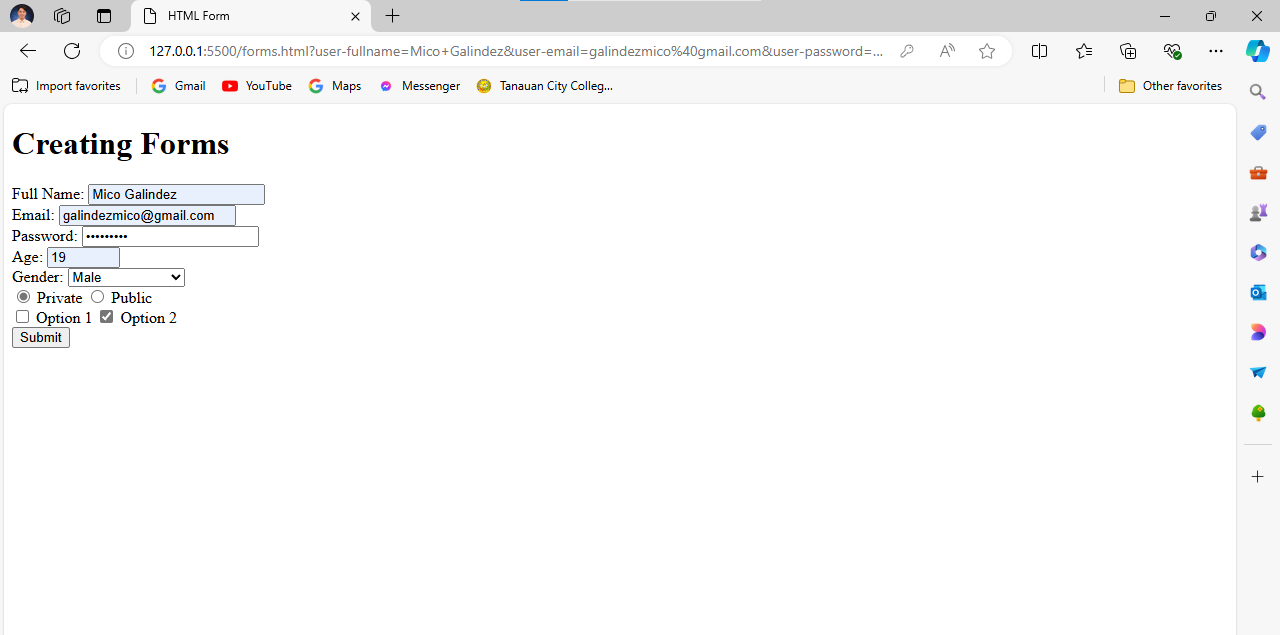 HTML Form
127.0.0.1:5500/forms.html?user-fullname=Mico+Galindez&user-email=galindezmico%40gmail.com&user-password=...
Import favorites Gmail YouTube Maps Messenger Tanauan City Colleg... Other favorites
Creating Forms
Full Name: Mico Galindez
Email: galindezmico@gmail.com
Password: •••••••••
Age: 19
Gender: Male
Private Public
Option 1 Option 2
Submit